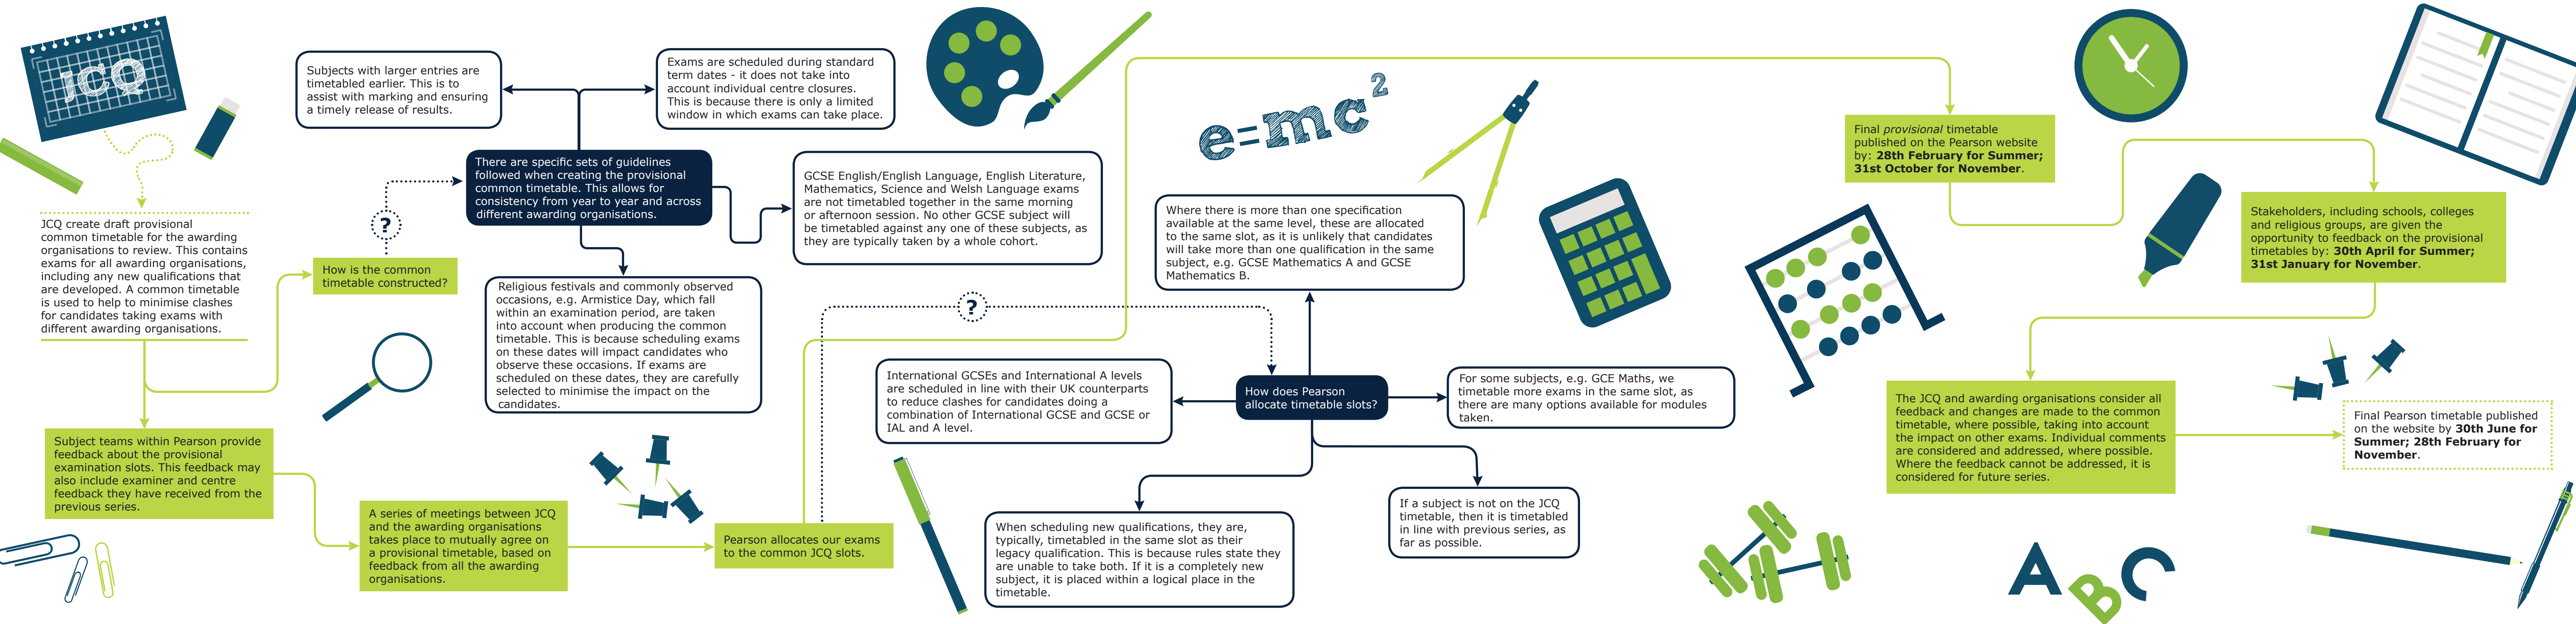 JCQ
JCQ create draft provisional
common timetable for the awarding
organisations to review. This contains
exams for all awarding organisations,
including any new qualifications that
are developed. A common timetable
is used to help to minimise clashes
for candidates taking exams with
different awarding organisations.
How is the common
timetable constructed?
?
There are specific sets of guidelines
followed when creating the provisional
common timetable. This allows for
consistency from year to year and across
different awarding organisations.
Subjects with larger entries are
timetabled earlier. This is to
assist with marking and ensuring
a timely release of results.
Exams are scheduled during standard
term dates - it does not take into
account individual centre closures.
This is because there is only a limited
window in which exams can take place.
GCSE English/English Language, English Literature,
Mathematics, Science and Welsh Language exams
are not timetabled together in the same morning
or afternoon session. No other GCSE subject will
be timetabled against any one of these subjects, as
they are typically taken by a whole cohort.
Religious festivals and commonly observed
occasions, e.g. Armistice Day, which fall
within an examination period, are taken
into account when producing the common
timetable. This is because scheduling exams
on these dates will impact candidates who
observe these occasions. If exams are
scheduled on these dates, they are carefully
selected to minimise the impact on the
candidates.
Subject teams within Pearson provide
feedback about the provisional
examination slots. This feedback may
also include examiner and centre
feedback they have received from the
previous series.
A series of meetings between JCQ
and the awarding organisations
takes place to mutually agree on
a provisional timetable, based on
feedback from all the awarding
organisations.
Pearson allocates our exams
to the common JCQ slots.
?
How does Pearson
allocate timetable slots?
e=mc²
Where there is more than one specification
available at the same level, these are allocated
to the same slot, as it is unlikely that candidates
will take more than one qualification in the same
subject, e.g. GCSE Mathematics A and GCSE
Mathematics B.
International GCSEs and International A levels
are scheduled in line with their UK counterparts
to reduce clashes for candidates doing a
combination of International GCSE and GCSE or
IAL and A level.
For some subjects, e.g. GCE Maths, we
timetable more exams in the same slot, as
there are many options available for modules
taken.
When scheduling new qualifications, they are,
typically, timetabled in the same slot as their
legacy qualification. This is because rules state they
are unable to take both. If it is a completely new
subject, it is placed within a logical place in the
timetable.
If a subject is not on the JCQ
timetable, then it is timetabled
in line with previous series, as
far as possible.
Final provisional timetable
published on the Pearson website
by: 28th February for Summer;
31st October for November.
Stakeholders, including schools, colleges
and religious groups, are given the
opportunity to feedback on the provisional
timetables by: 30th April for Summer;
31st January for November.
The JCQ and awarding organisations consider all
feedback and changes are made to the common
timetable, where possible, taking into account
the impact on other exams. Individual comments
are considered and addressed, where possible.
Where the feedback cannot be addressed, it is
considered for future series.
Final Pearson timetable published
on the website by 30th June for
Summer; 28th February for
November.
ABC